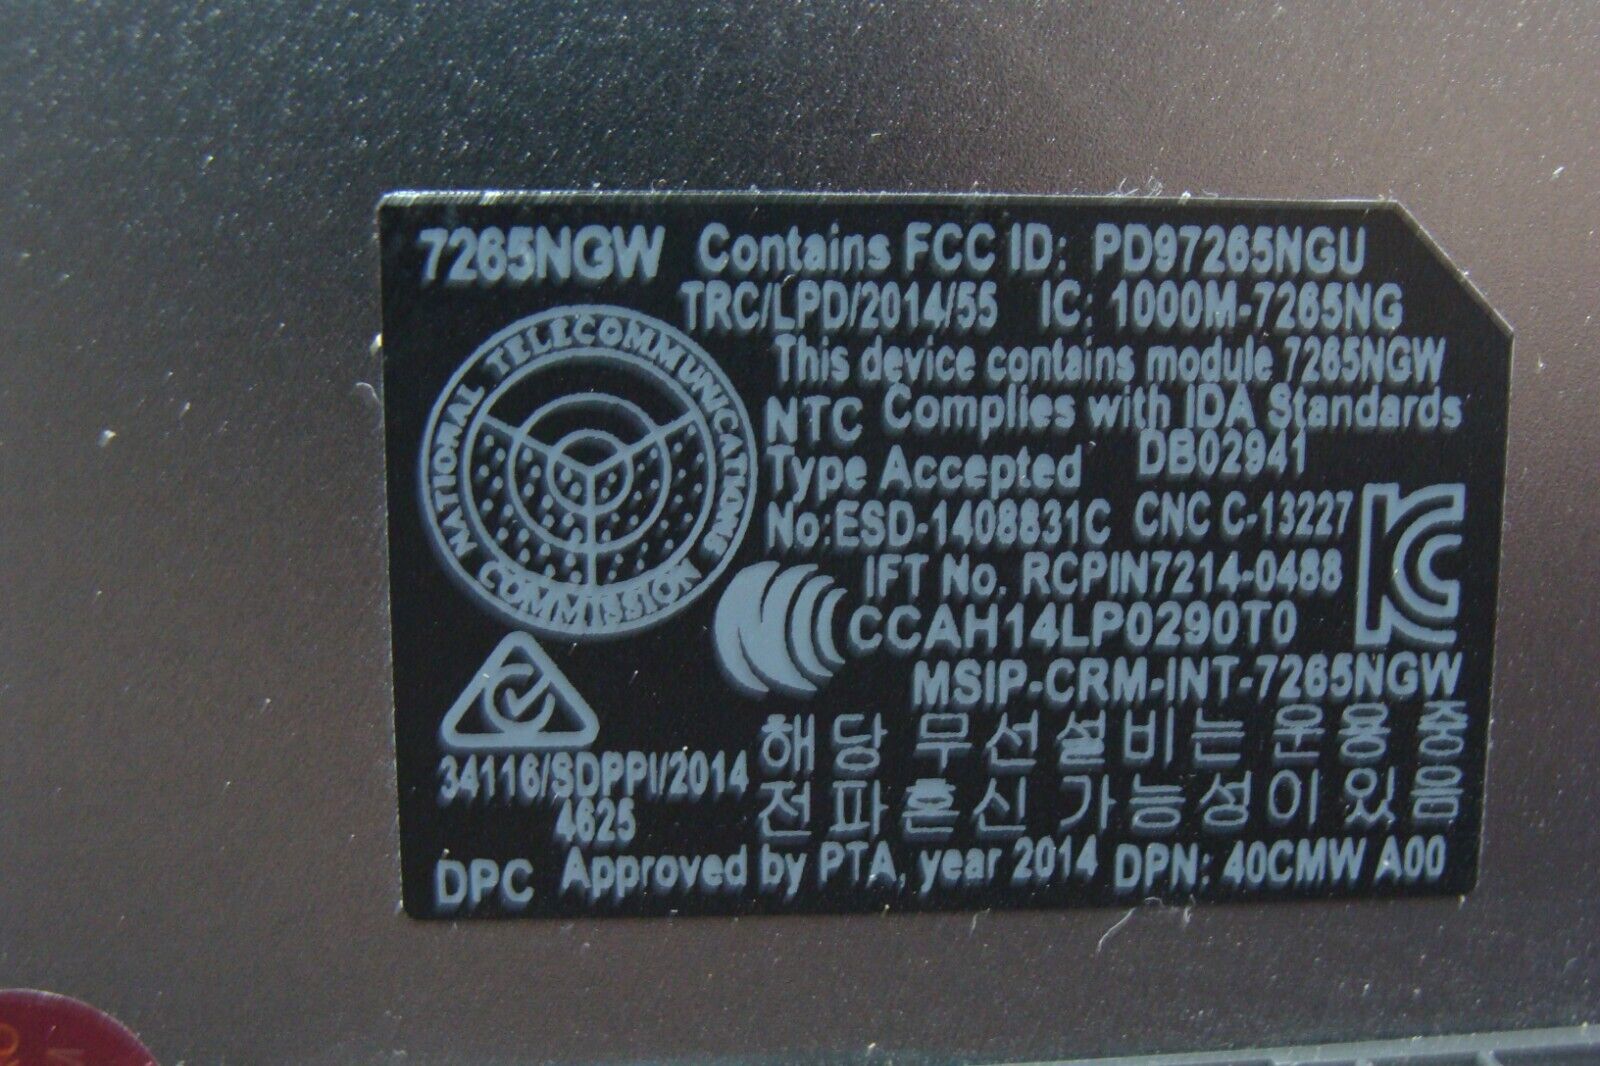 7265NGW Contains FCC ID: PD97265NGU
TRC/LPD/2014/55 IC: 1000M-7265NG
This device contains module 7265NGW
NATIONAL TELECOMMUNICATIONS COMMISSION
NTC Complies with IDA Standards
Type Accepted DB02941
No:ESD-1408831C CNC C-13227
IFT No. RCPIN7214-0488
CCAH14LP0290T0
MSIP-CRM-INT-7265NGW
해당 무선설비는 운용중
전파혼신 가능성이 있음
34116/SDPPI/2014
4625
DPC Approved by PTA, year 2014 DPN: 40CMW A00